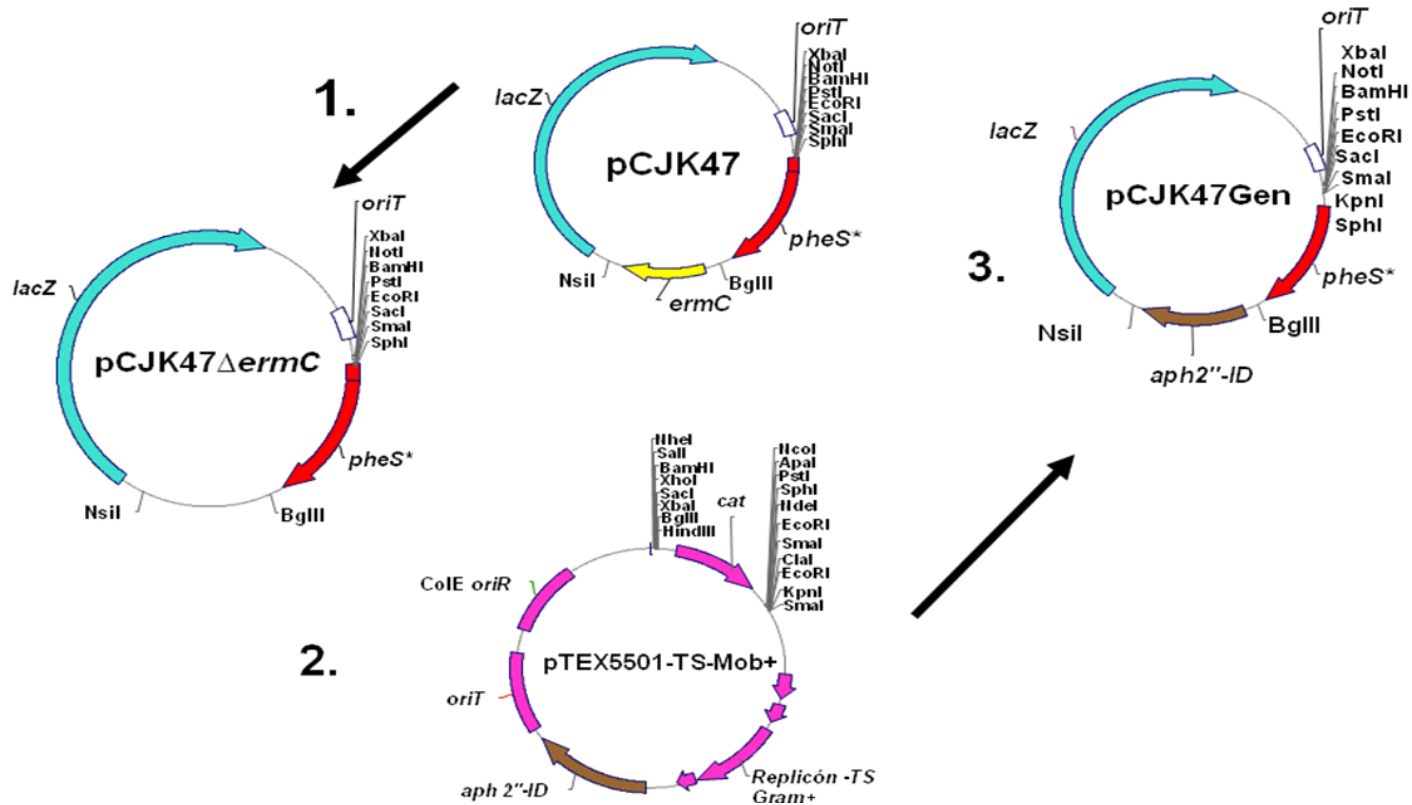 1.
oriT
XbaI
NotI
BamHI
PstI
EcoRI
SacI
SmaI
SphI
lacZ
pCJK47
pheS*
NsiI
BglII
ermC
oriT
XbaI
NotI
BamHI
PstI
EcoRI
SacI
SmaI
SphI
lacZ
pCJK47ΔermC
pheS*
NsiI
BglII
2.
NheI
SalI
BamHI
XhoI
SacI
XbaI
BglII
HindIII
cat
NcoI
ApaI
PstI
SphI
NdeI
EcoRI
SmaI
ClaI
EcoRI
KpnI
SmaI
ColE oriR
pTEX5501-TS-Mob+
oriT
aph 2"-ID
Replicón -TS
Gram+
3.
oriT
XbaI
NotI
BamHI
PstI
EcoRI
SacI
SmaI
KpnI
SphI
lacZ
pCJK47Gen
pheS*
NsiI
BglII
aph2"-ID